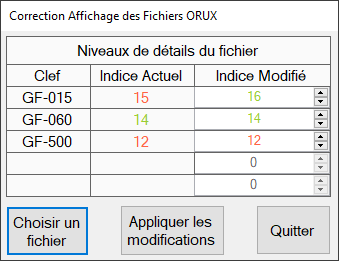 Correction Affichage des Fichiers ORUX
Niveaux de détails du fichier
Clef Indice Actuel Indice Modifié
GF-015 15 16
GF-060 14 14
GF-500 12 12
0
0
Choisir un
fichier
Appliquer les
modifications
Quitter